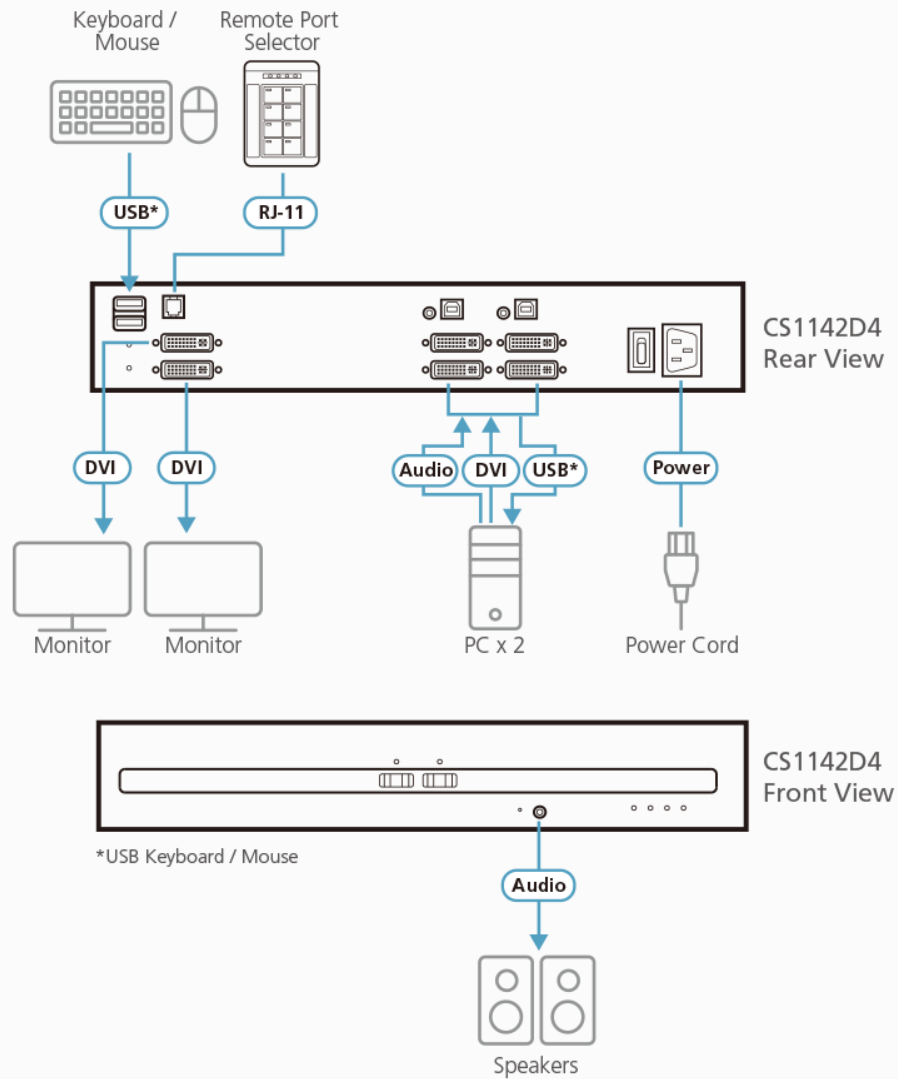 Keyboard /
Mouse
Remote Port
Selector
USB*
RJ-11
CS1142D4
Rear View
DVI
DVI
Audio
DVI
USB*
Power
Monitor
Monitor
PC x 2
Power Cord
CS1142D4
Front View
*USB Keyboard / Mouse
Audio
Speakers